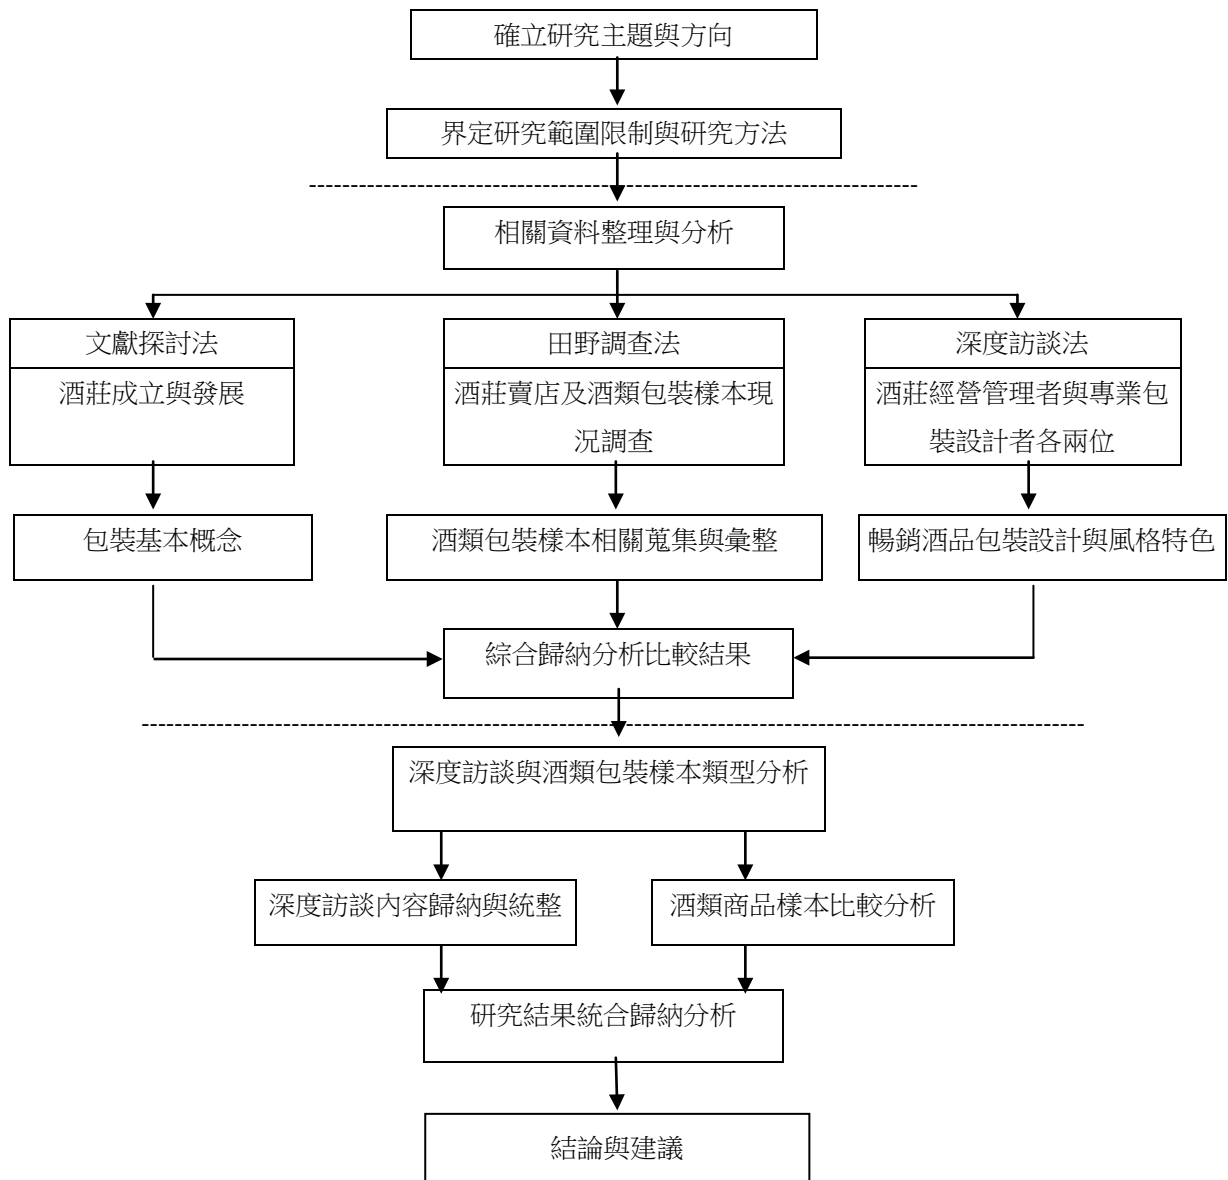 確立研究主題與方向
界定研究範圍限制與研究方法
相關資料整理與分析
文獻探討法
酒莊成立與發展
田野調查法
酒莊賣店及酒類包裝樣本現
況調查
深度訪談法
酒莊經營管理者與專業包
裝設計者各兩位
包裝基本概念
酒類包裝樣本相關蒐集與彙整
暢銷酒品包裝設計與風格特色
綜合歸納分析比較結果
深度訪談與酒類包裝樣本類型分析
深度訪談內容歸納與統整
酒類商品樣本比較分析
研究結果統合歸納分析
結論與建議